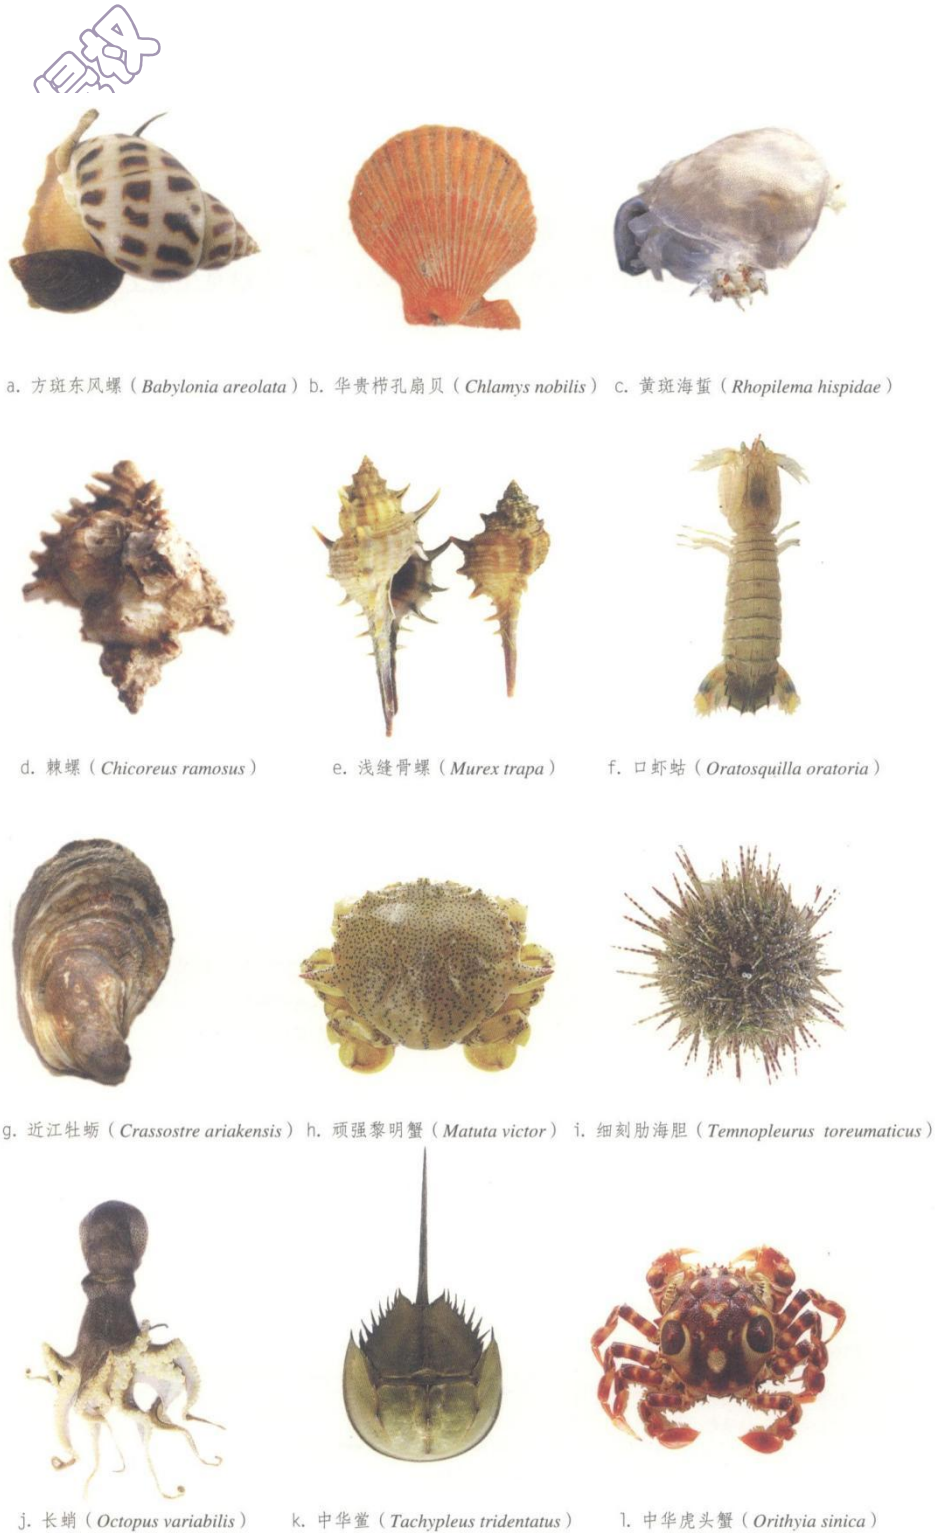 a. 方斑东风螺（Babylonia areolata）b. 华贵栉孔扇贝（Chlamys nobilis） c. 黄斑海蜇（Rhopilema hispidae）
d. 棘螺（Chicoreus ramosus） e. 浅缝骨螺（Murex trapa） f. 口虾蛄（Oratosquilla oratoria）
g. 近江牡蛎（Crassostre ariakensis）h. 顽强黎明蟹（Matuta victor） i. 细刻肋海胆（Temnopleurus toreumaticus）
j. 长蛸（Octopus variabilis） k. 中华鲎（Tachypleus tridentatus） l. 中华虎头蟹（Orithyia sinica）